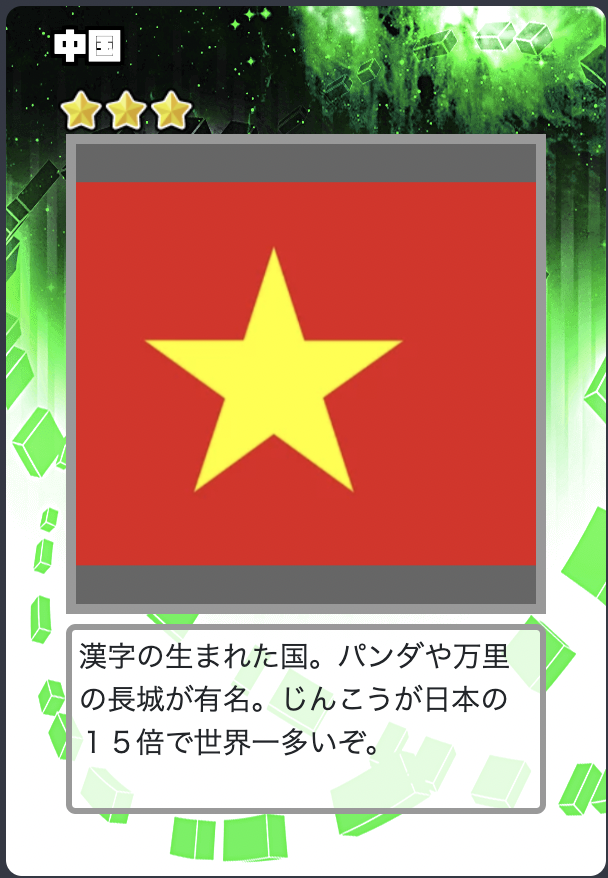 中国
漢字の生まれた国。パンダや万里
の長城が有名。じんこうが日本の
１５倍で世界一多いぞ。